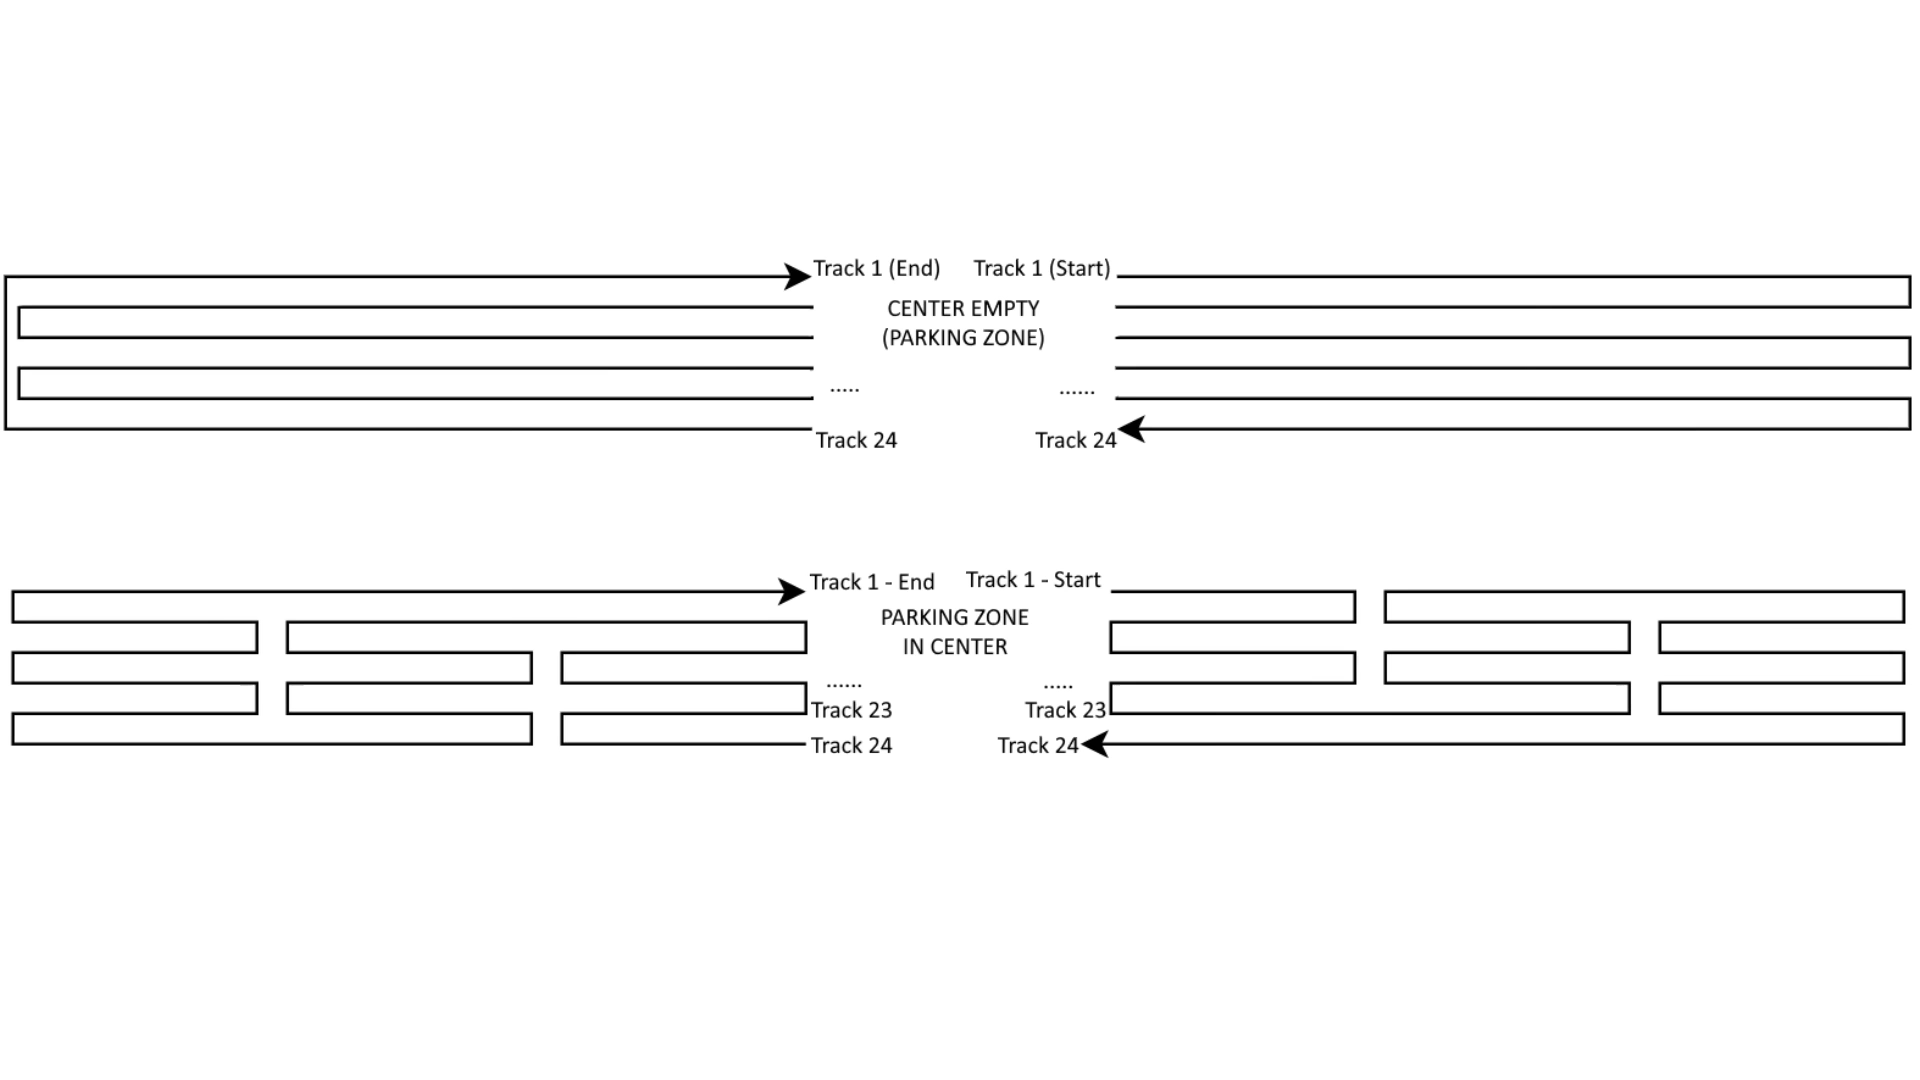 Track 1 (End)
Track 1 (Start)
CENTER EMPTY
(PARKING ZONE)
.....
......
Track 24
Track 24
Track 1 - End
Track 1 - Start
PARKING ZONE
IN CENTER
......
.....
Track 23
Track 23
Track 24
Track 24